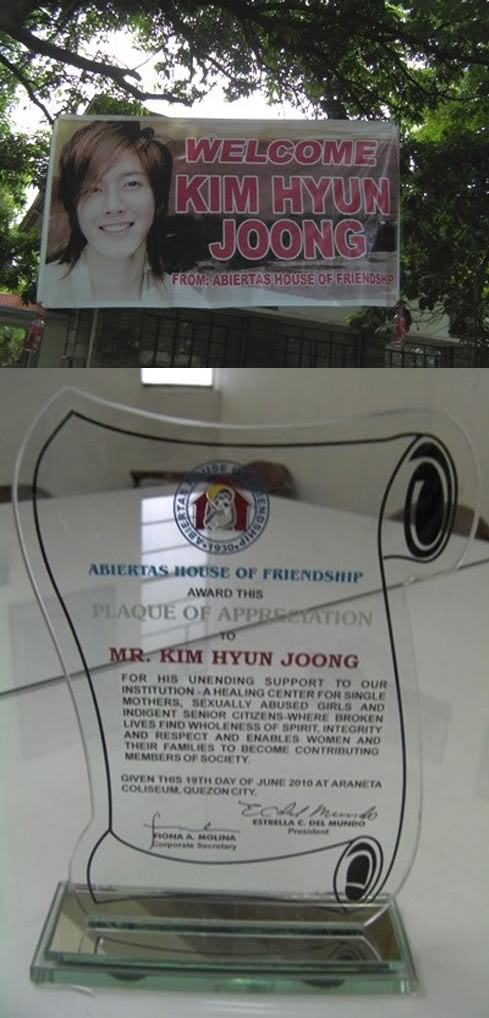 WELCOME
KIM HYUN
JOONG
FROM: ABIERTAS HOUSE OF FRIENDSHIP
ABIERTAS HOUSE OF FRIENDSHIP
•1930•
ABIERTAS HOUSE OF FRIENDSHIP
AWARD THIS
PLAQUE OF APPRECIATION
TO
MR. KIM HYUN JOONG
FOR HIS UNENDING SUPPORT TO OUR
INSTITUTION - A HEALING CENTER FOR SINGLE
MOTHERS, SEXUALLY ABUSED GIRLS AND
INDIGENT SENIOR CITIZENS-WHERE BROKEN
LIVES FIND WHOLENESS OF SPIRIT, INTEGRITY
AND RESPECT AND ENABLES WOMEN AND
THEIR FAMILIES TO BECOME CONTRIBUTING
MEMBERS OF SOCIETY.
GIVEN THIS 19TH DAY OF JUNE 2010 AT ARANETA
COLISEUM, QUEZON CITY.
FIONA A. MOLINA
Corporate Secretary
E C del Mundo
ESTRELLA C. DEL MUNDO
President